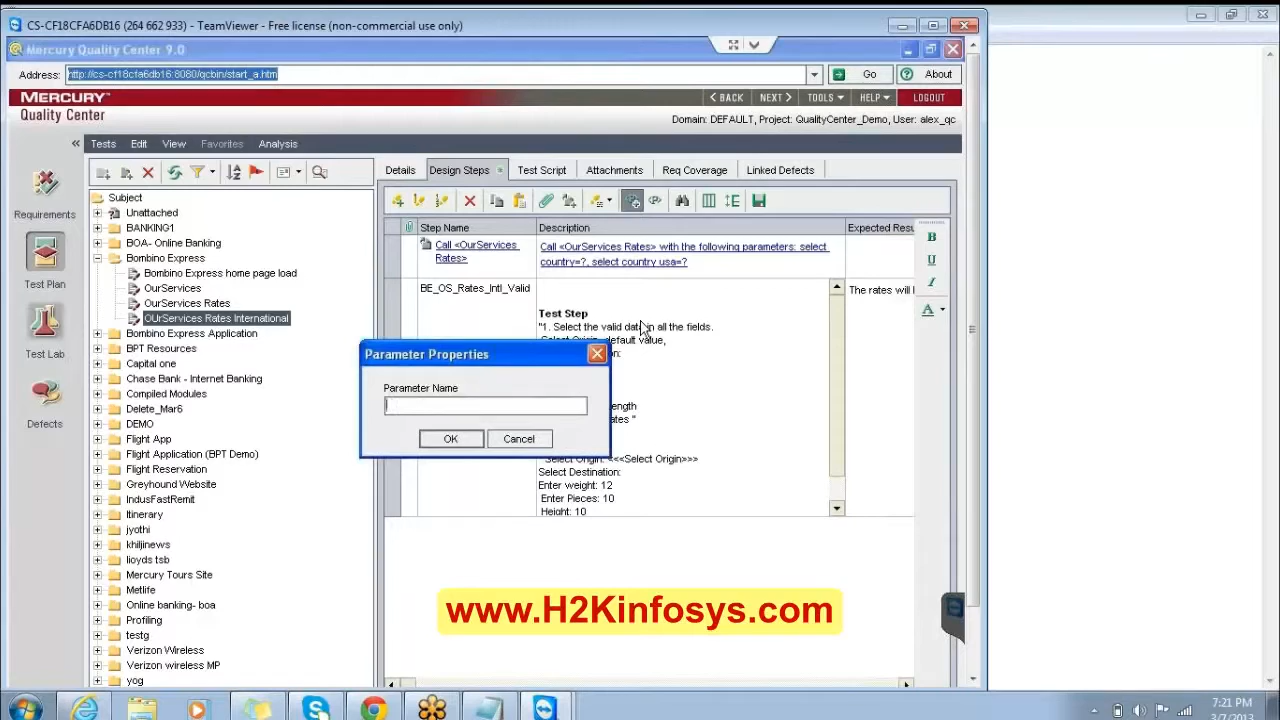 CS-CF18CFA6DB16 (264 662 933) - TeamViewer - Free license (non-commercial use only)
Mercury Quality Center 9.0
Address: http://cs-cf18cfa6db16:8080/qcbin/start_a.htm Go About
MERCURY™
Quality Center
BACK NEXT TOOLS HELP LOGOUT
Domain: DEFAULT, Project: QualityCenter_Demo, User: alex_qc
Tests Edit View Favorites Analysis
Requirements
Test Plan
Test Lab
Defects
Subject
Unattached
BANKING1
BOA- Online Banking
Bombino Express
Bombino Express home page load
OurServices
OurServices Rates
OUrServices Rates International
Bombino Express Application
BPT Resources
Capital one
Chase Bank - Internet Banking
Compiled Modules
Delete_Mar6
DEMO
Flight App
Flight Application (BPT Demo)
Flight Reservation
Greyhound Website
IndusFastRemit
Itinerary
jyothi
khiljinews
lioyds tsb
Mercury Tours Site
Metlife
Online banking- boa
Profiling
testg
Verizon Website
Verizon wireless MP
yog
Details Design Steps Test Script Attachments Req Coverage Linked Defects
Step Name Description Expected Resu
Call <OurServices
Rates>
Call <OurServices Rates> with the following parameters: select
country=?, select country usa=?
BE_OS_Rates_Intl_Valid
The rates will
Test Step
"1. Select the valid data in all the fields.
Parameter Properties
Parameter Name
OK Cancel
Select Origin: <<<Select Origin>>>
Select Destination:
Enter weight: 12
Enter Pieces: 10
Height: 10
B
U
I
A
www.H2Kinfosys.com
7:21 PM
3/7/2013